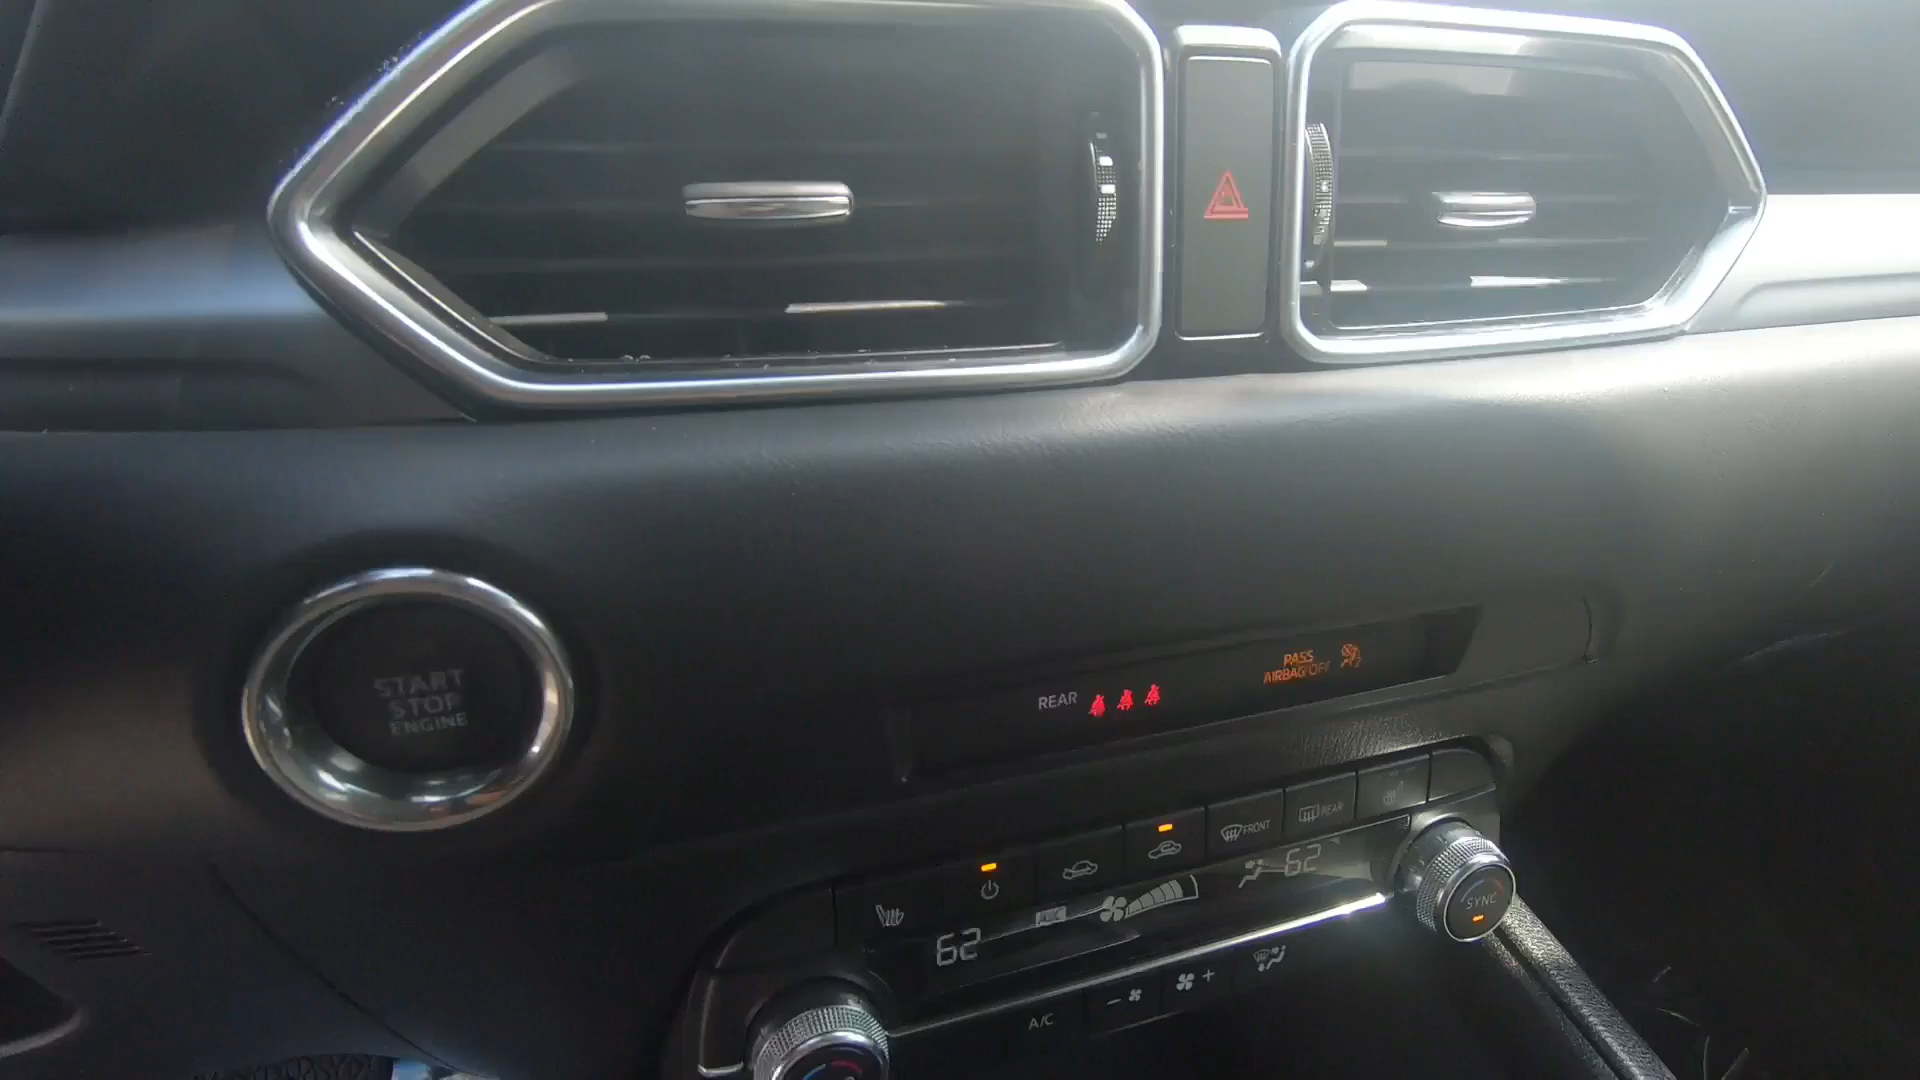 START
STOP
ENGINE
REAR
PASS
AIRBAG OFF
FRONT
REAR
62
62
SYNC
A/C
- +